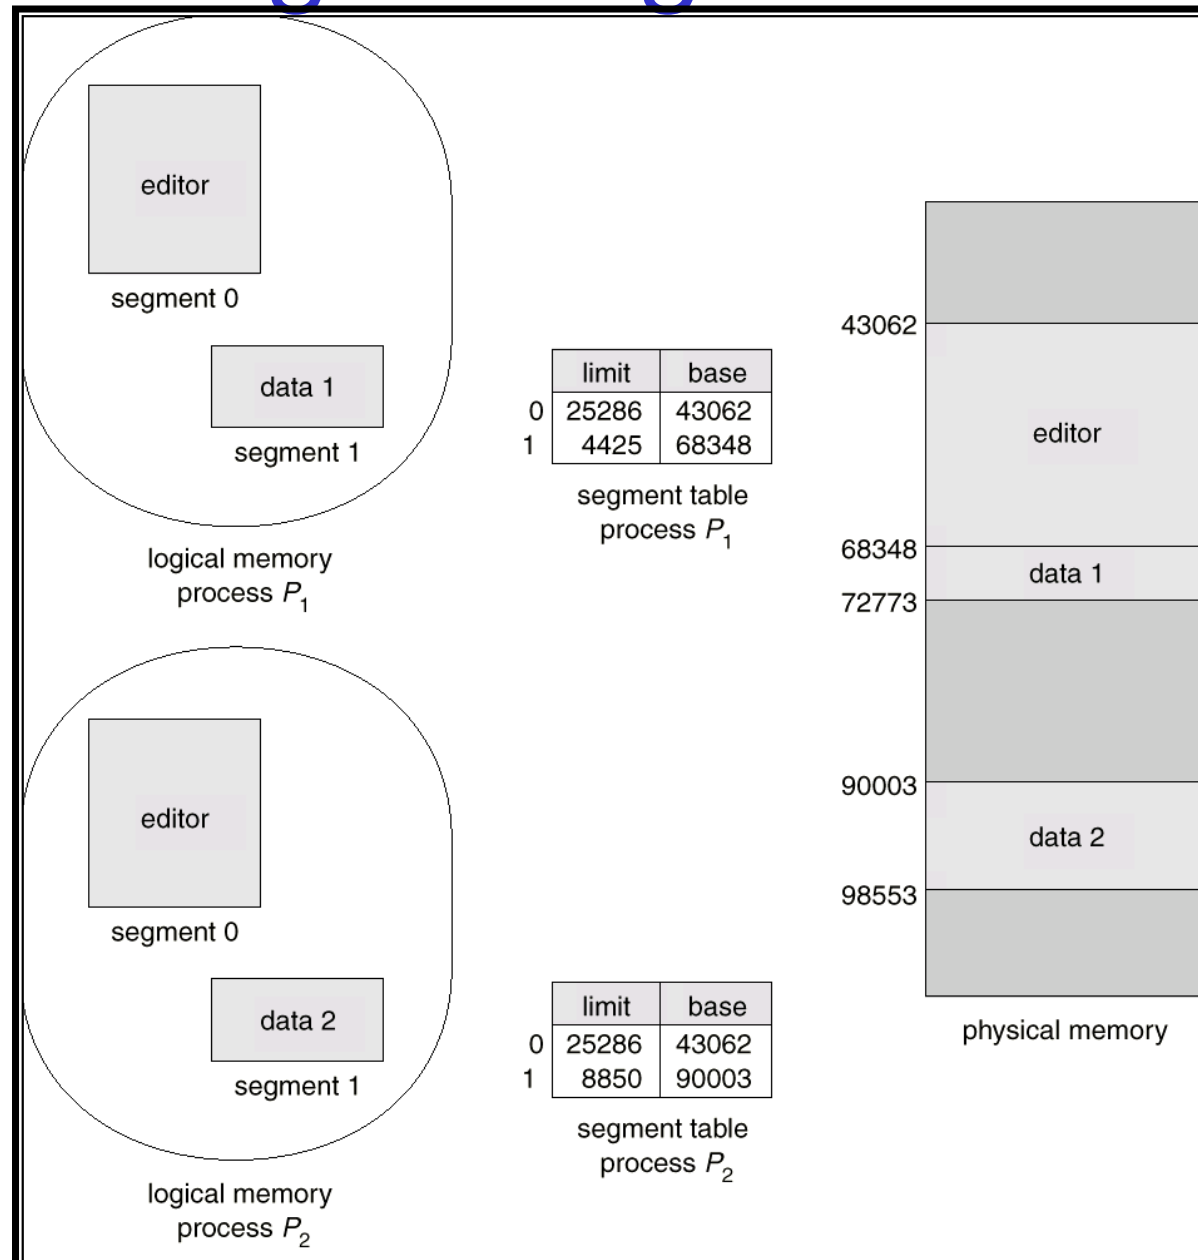 editor
segment 0
data 1
segment 1
logical memory
process P1
limit base
0 25286 43062
1 4425 68348
segment table
process P1
43062
editor
68348
data 1
72773
90003
data 2
98553
physical memory
editor
segment 0
data 2
segment 1
logical memory
process P2
limit base
0 25286 43062
1 8850 90003
segment table
process P2